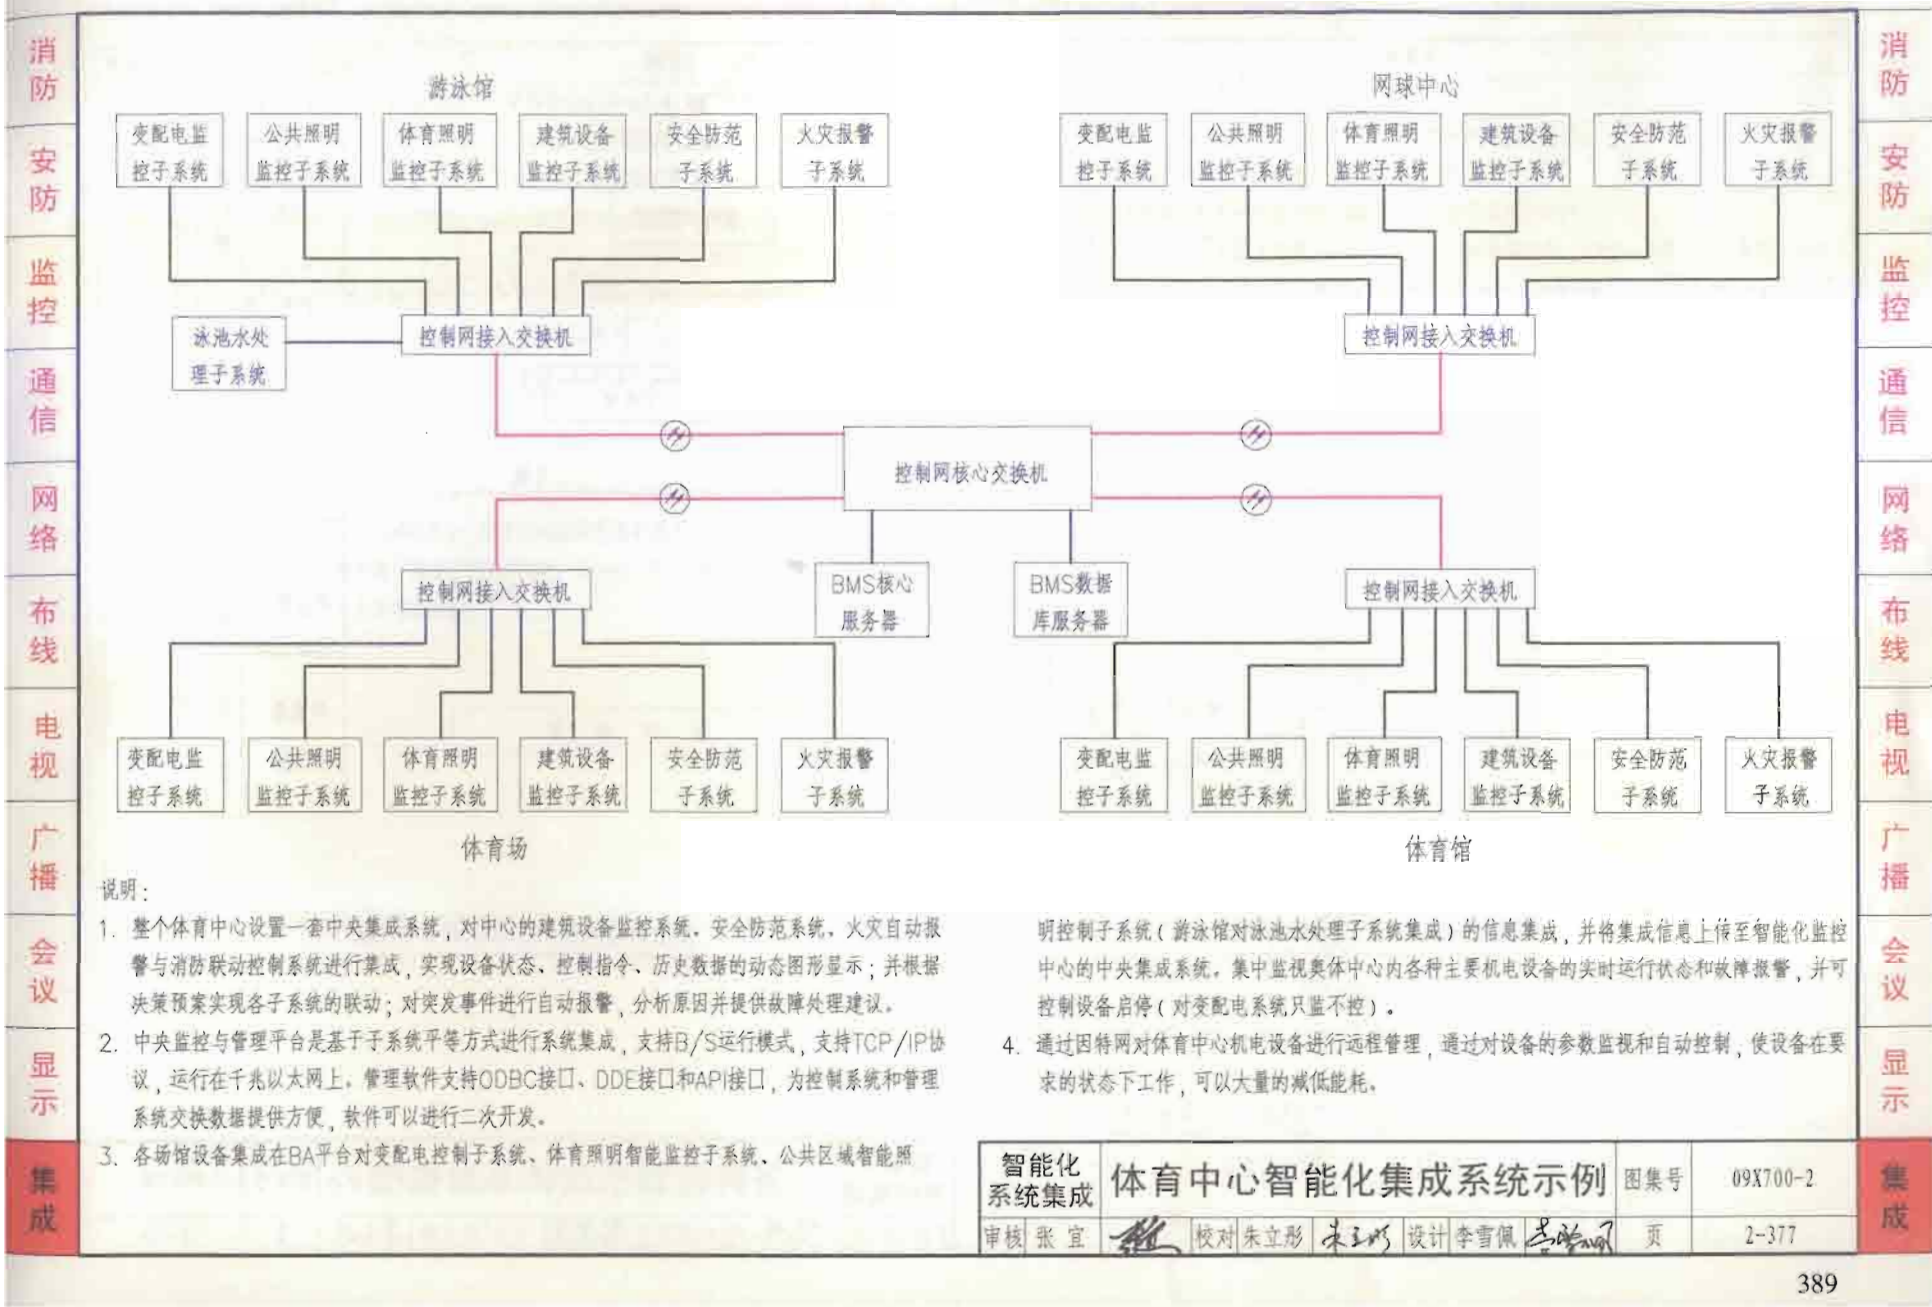 消防
安防
监控
通信
网络
布线
电视
广播
会议
显示
集成
游泳馆
变配电监
控子系统
公共照明
监控子系统
体育照明
监控子系统
建筑设备
监控子系统
安全防范
子系统
火灾报警
子系统
泳池水处
理子系统
控制网接入交换机
网球中心
变配电监
控子系统
公共照明
监控子系统
体育照明
监控子系统
建筑设备
监控子系统
安全防范
子系统
火灾报警
子系统
控制网接入交换机
控制网核心交换机
BMS核心
服务器
BMS数据
库服务器
控制网接入交换机
变配电监
控子系统
公共照明
监控子系统
体育照明
监控子系统
建筑设备
监控子系统
安全防范
子系统
火灾报警
子系统
体育场
控制网接入交换机
变配电监
控子系统
公共照明
监控子系统
体育照明
监控子系统
建筑设备
监控子系统
安全防范
子系统
火灾报警
子系统
体育馆
说明:
1. 整个体育中心设置一套中央集成系统,对中心的建筑设备监控系统、安全防范系统、火灾自动报
警与消防联动控制系统进行集成,实现设备状态、控制指令、历史数据的动态图形显示;并根据
决策预案实现各子系统的联动;对突发事件进行自动报警,分析原因并提供故障处理建议。
2. 中央监控与管理平台是基于子系统平等方式进行系统集成,支持B/S运行模式,支持TCP/IP协
议,运行在千兆以太网上。管理软件支持ODBC接口、DDE接口和API接口,为控制系统和管理
系统交换数据提供方便,软件可以进行二次开发。
3. 各场馆设备集成在BA平台对变配电控制子系统、体育照明智能监控子系统、公共区域智能照
明控制子系统(游泳馆对泳池水处理子系统集成)的信息集成,并将集成信息上传至智能化监控
中心的中央集成系统。集中监视奥体中心内各种主要机电设备的实时运行状态和故障报警,并可
控制设备启停(对变配电系统只监不控)。
4. 通过因特网对体育中心机电设备进行远程管理,通过对设备的参数监视和自动控制,使设备在要
求的状态下工作,可以大量的减低能耗。
智能化
系统集成
体育中心智能化集成系统示例
图集号
09X700-2
审核 张宜 校对 朱立彤 朱立彤 设计 李雪佩
页
2-377
消防
安防
监控
通信
网络
布线
电视
广播
会议
显示
集成
389